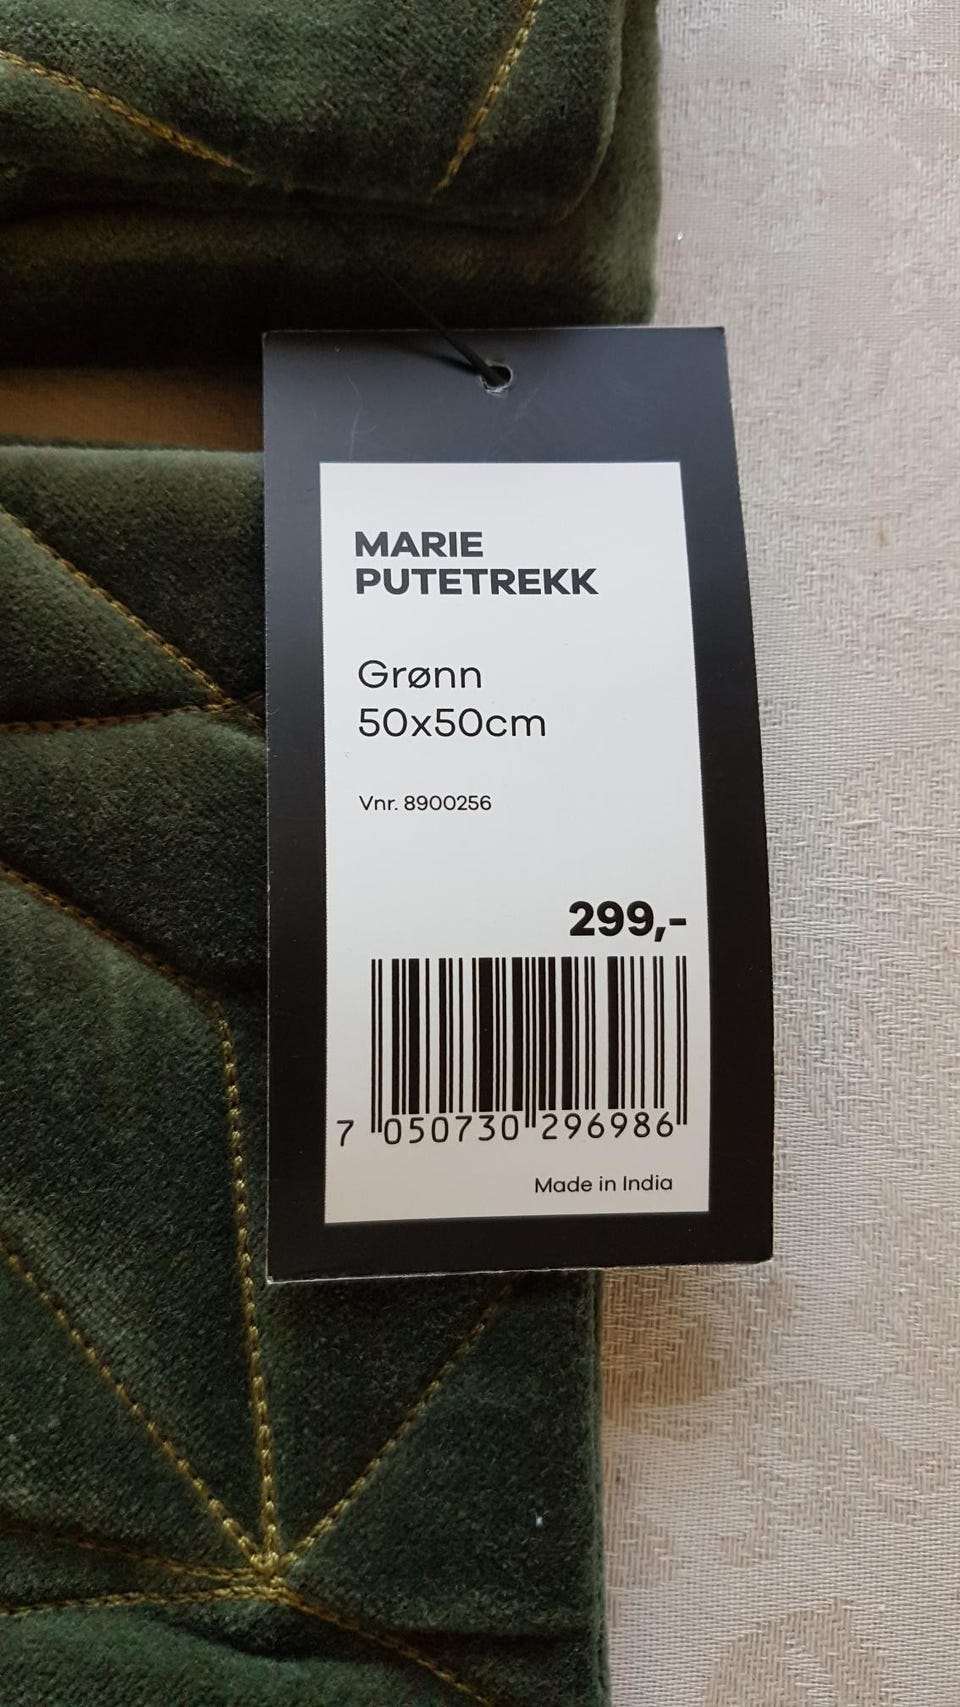 MARIE
PUTETREKK
Grønn
50x50cm
Vnr. 8900256
299,-
7 050730 296986
Made in India